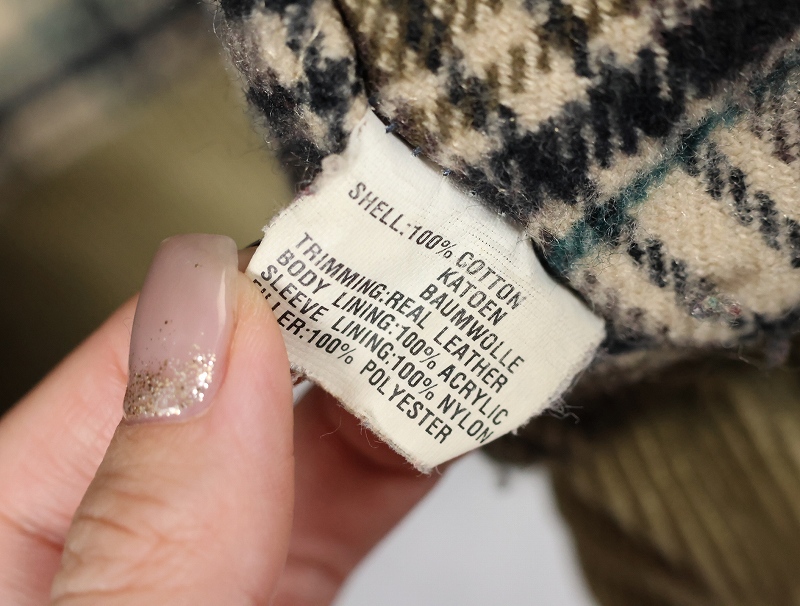 SHELL:100% COTTON
KATOEN
BAUMWOLLE
TRIMMING:REAL LEATHER
BODY LINING:100% ACRYLIC
SLEEVE LINING:100% NYLON
FILLER:100% POLYESTER